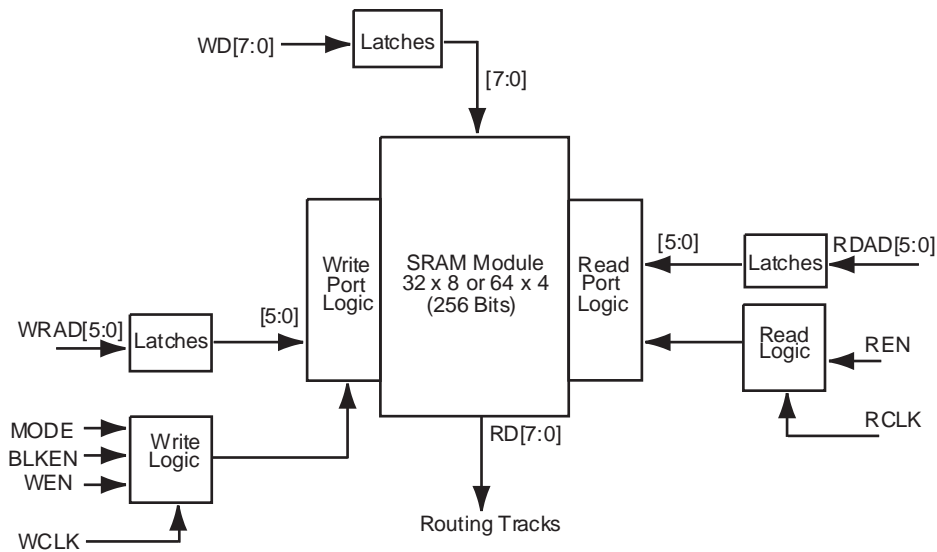 WD[7:0]
Latches
[7:0]
SRAM Module
32 x 8 or 64 x 4
(256 Bits)
Write
Port
Logic
Read
Port
Logic
[5:0]
Latches
RDAD[5:0]
WRAD[5:0]
Latches
[5:0]
Read
Logic
REN
RCLK
MODE
BLKEN
WEN
WCLK
Write
Logic
RD[7:0]
Routing Tracks